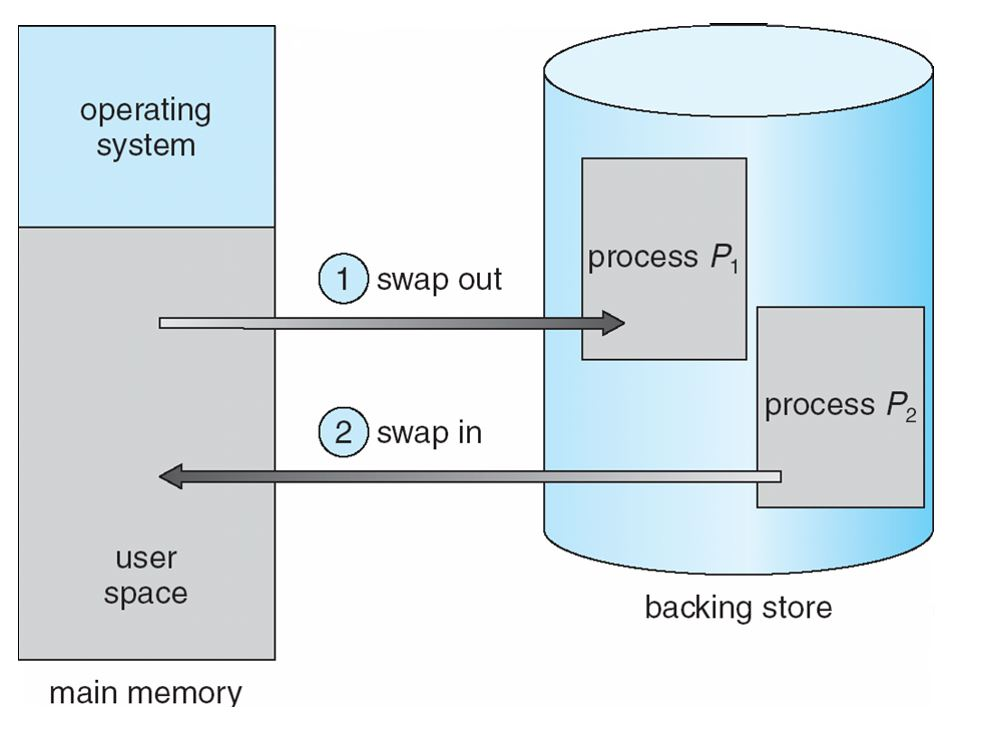 operating
system
process P1
1 swap out
process P2
2 swap in
user
space
backing store
main memory